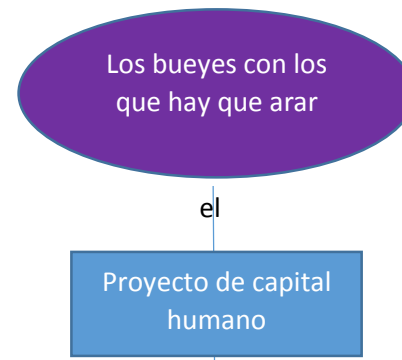 Los bueyes con los
que hay que arar
el
Proyecto de capital
humano